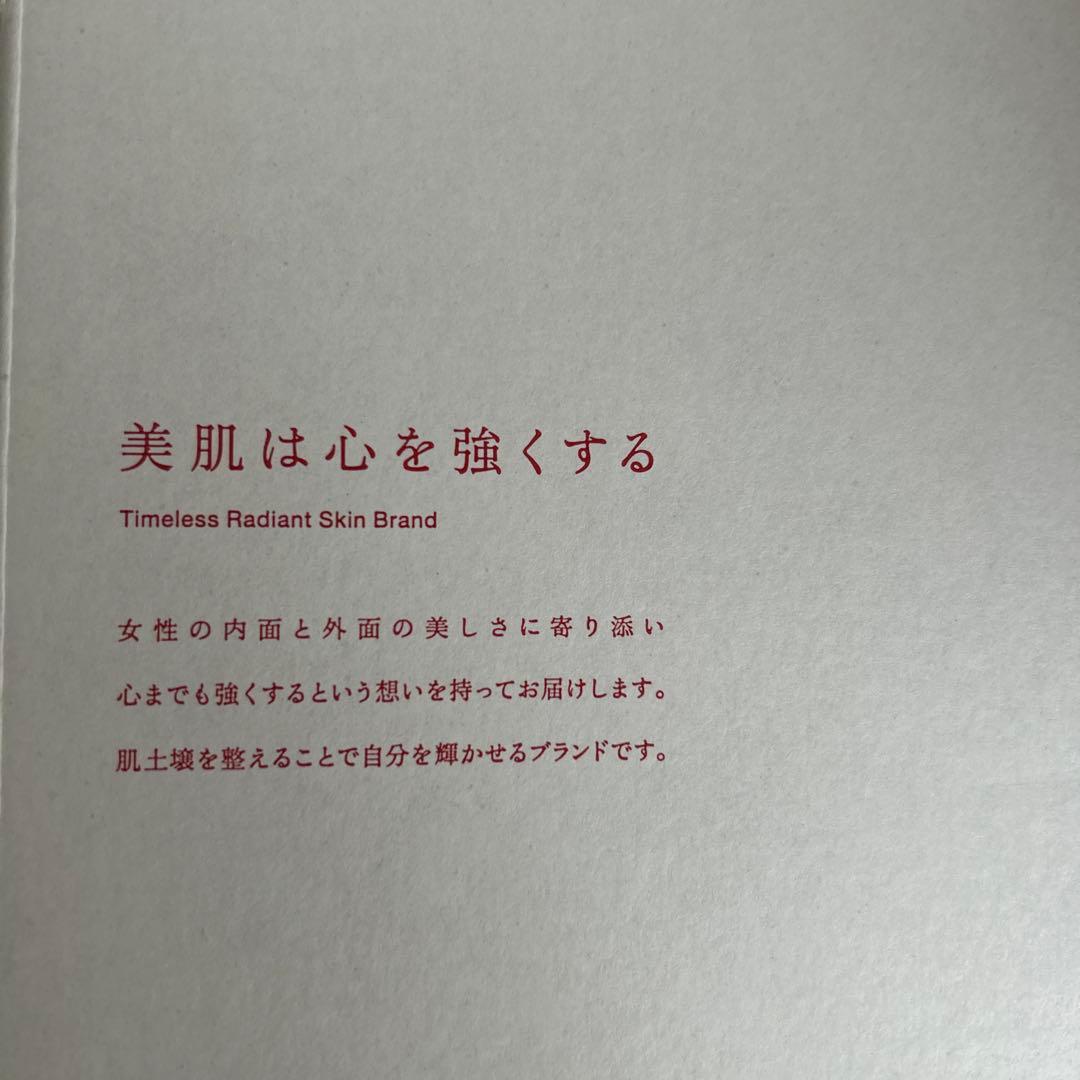 美肌は心を強くする
Timeless Radiant Skin Brand
女性の内面と外面の美しさに寄り添い
心までも強くするという想いを持ってお届けします。
肌土壌を整えることで自分を輝かせるブランドです。